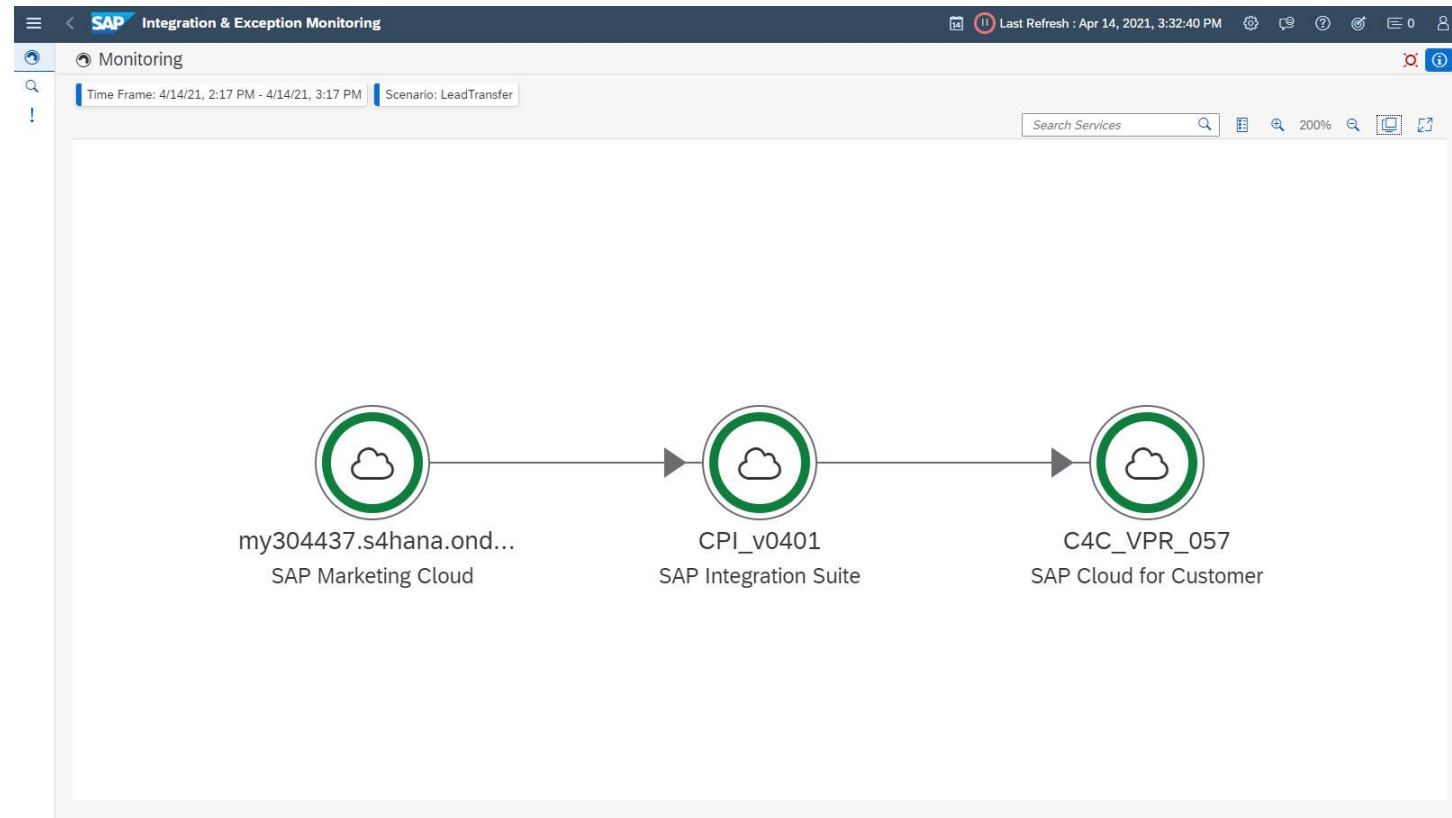 SAP Integration & Exception Monitoring 14 Last Refresh : Apr 14, 2021, 3:32:40 PM 0
Monitoring
Time Frame: 4/14/21, 2:17 PM - 4/14/21, 3:17 PM Scenario: LeadTransfer
Search Services 200%
my304437.s4hana.ond... CPI_v0401 C4C_VPR_057
SAP Marketing Cloud SAP Integration Suite SAP Cloud for Customer